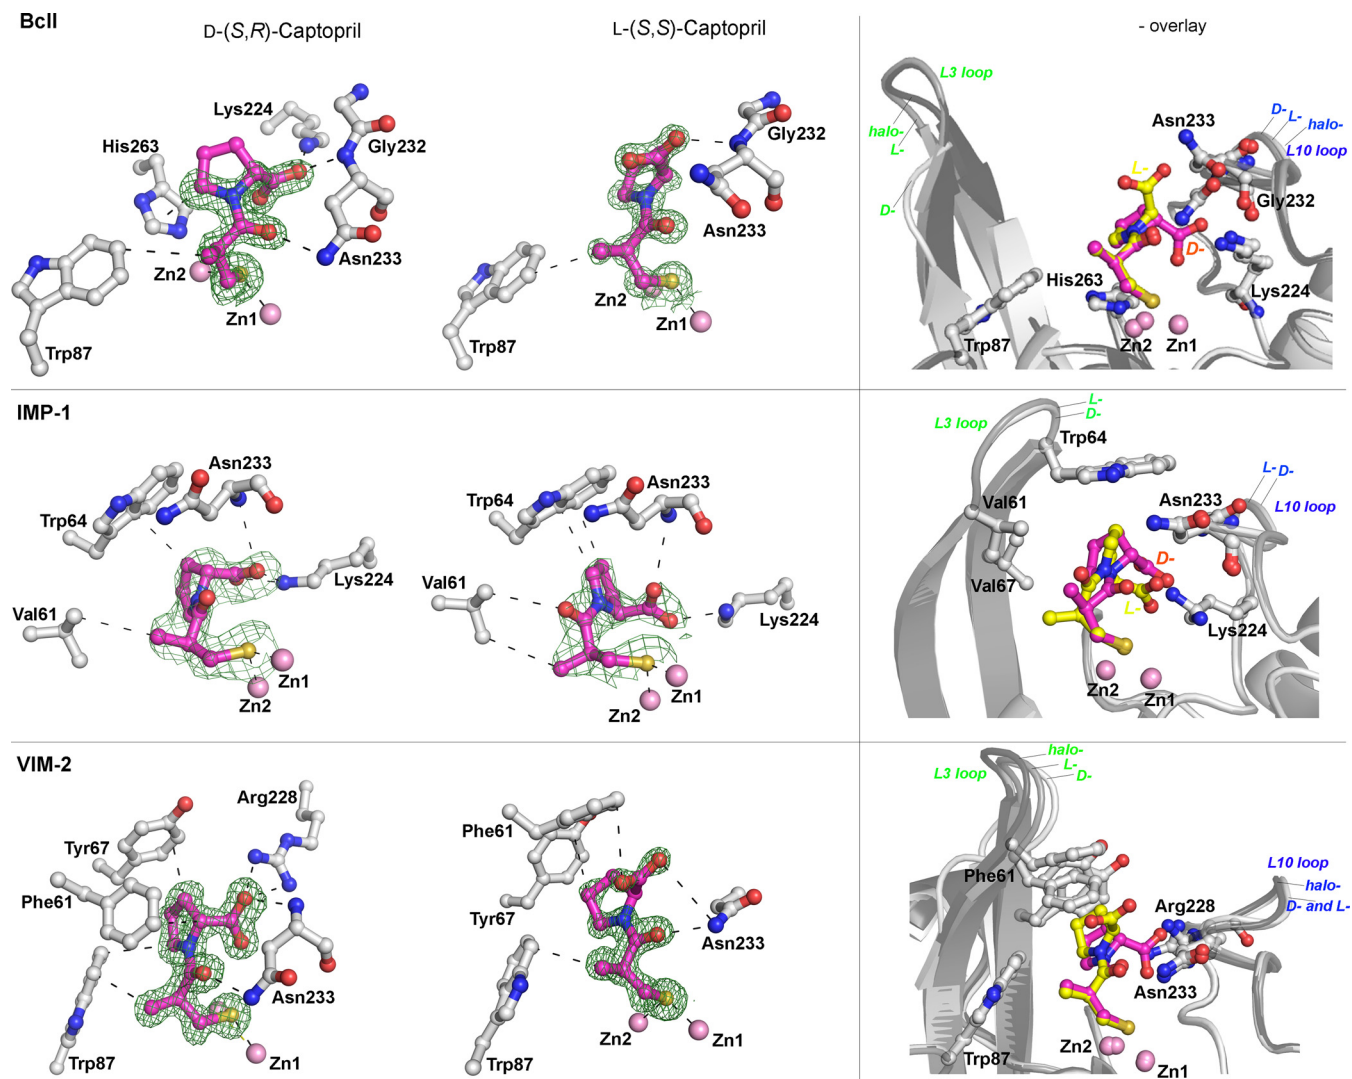 BcII
D-(S,R)-Captopril
L-(S,S)-Captopril
- overlay
Lys224
His263
Gly232
Asn233
Zn2
Zn1
Trp87
Gly232
Asn233
Zn2
Zn1
Trp87
L3 loop
halo-
L-
D-
Asn233
D-
L-
halo-
L10 loop
L-
Gly232
D-
His263
Lys224
Trp87
Zn2
Zn1
IMP-1
Asn233
Trp64
Lys224
Val61
Zn1
Zn2
Asn233
Trp64
Val61
Lys224
Zn1
Zn2
L-
D-
L3 loop
Trp64
L-
D-
Val61
Asn233
L10 loop
D-
Val67
L-
Lys224
Zn2
Zn1
VIM-2
Arg228
Tyr67
Phe61
Asn233
Trp87
Zn1
Phe61
Tyr67
Asn233
Zn2
Zn1
Trp87
halo-
L-
L3 loop
D-
Phe61
L10 loop
halo-
Arg228
D- and L-
Asn233
Zn2
Trp87
Zn1